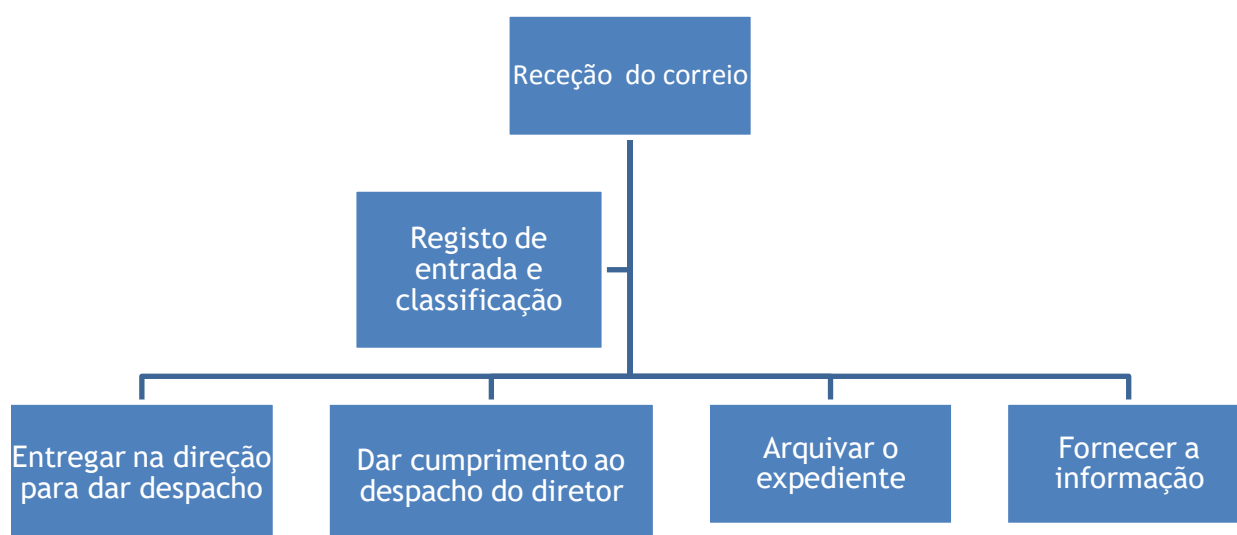 Receção do correio
Registo de
entrada e
classificação
Entregar na direção
para dar despacho
Dar cumprimento ao
despacho do diretor
Arquivar o
expediente
Fornecer a
informação